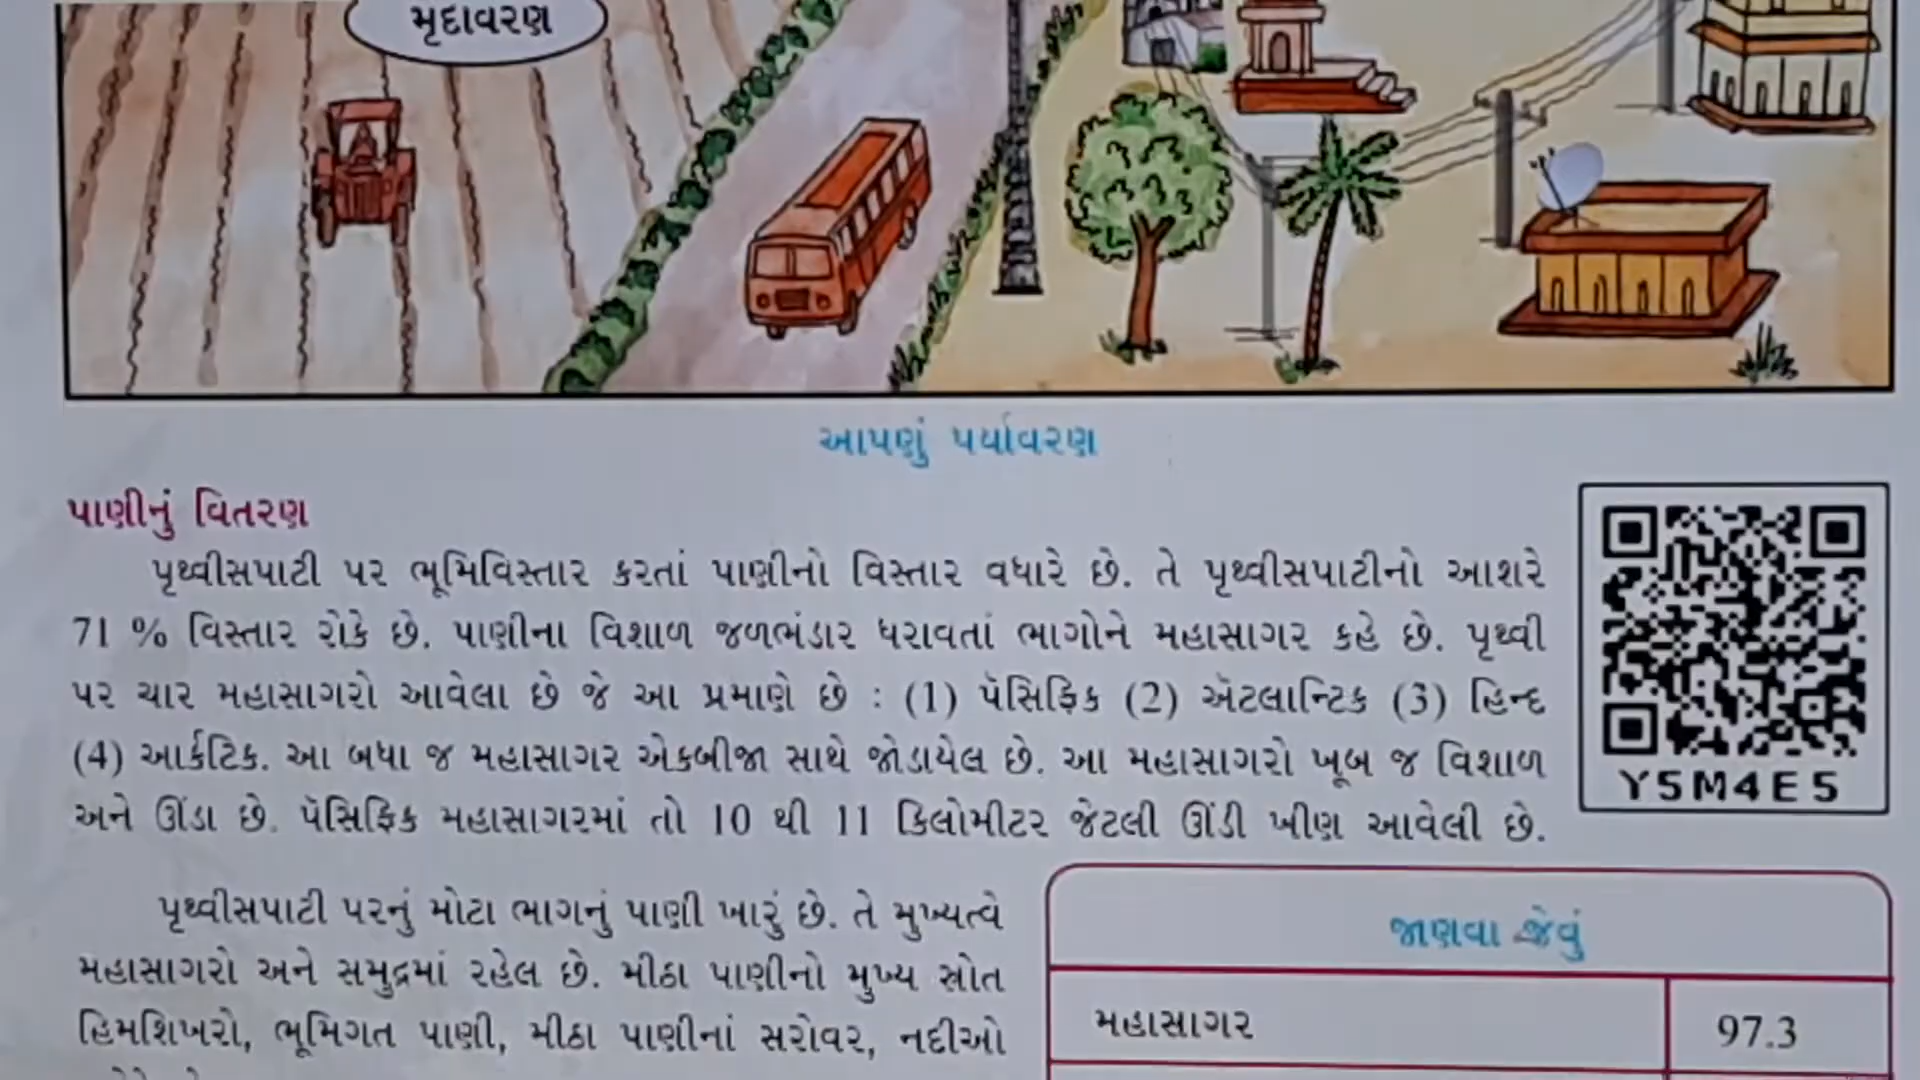 મૃદાવરણ
આપણું પર્યાવરણ
પાણીનું વિતરણ
પૃથ્વીસપાટી પર ભૂમિવિસ્તાર કરતાં પાણીનો વિસ્તાર વધારે છે. તે પૃથ્વીસપાટીનો આશરે
71 % વિસ્તાર રોકે છે. પાણીના વિશાળ જળભંડાર ધરાવતાં ભાગોને મહાસાગર કહે છે. પૃથ્વી
પર ચાર મહાસાગરો આવેલા છે જે આ પ્રમાણે છે : (1) પૅસિફિક (2) ઍટલાન્ટિક (3) હિન્દ
(4) આર્કટિક. આ બધા જ મહાસાગર એકબીજા સાથે જોડાયેલ છે. આ મહાસાગરો ખૂબ જ વિશાળ
અને ઊંડા છે. પૅસિફિક મહાસાગરમાં તો 10 થી 11 કિલોમીટર જેટલી ઊંડી ખીણ આવેલી છે.
Y5M4E5
પૃથ્વીસપાટી પરનું મોટા ભાગનું પાણી ખારું છે. તે મુખ્યત્વે
મહાસાગરો અને સમુદ્રમાં રહેલ છે. મીઠા પાણીનો મુખ્ય સ્રોત
હિમશિખરો, ભૂમિગત પાણી, મીઠા પાણીનાં સરોવર, નદીઓ
જાણવા જેવું
મહાસાગર 97.3